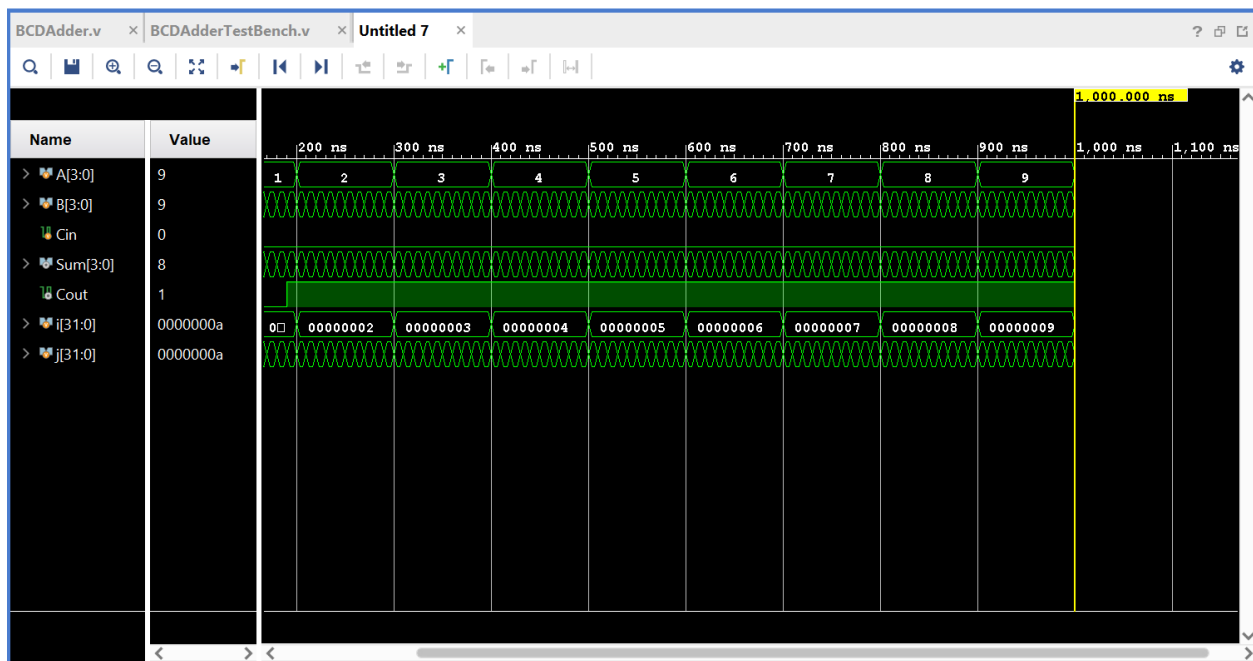 BCDAdder.v × BCDAdderTestBench.v × Untitled 7 × ?
1,000.000 ns
Name Value 200 ns 300 ns 400 ns 500 ns 600 ns 700 ns 800 ns 900 ns 1,000 ns 1,100 ns
A[3:0] 9 1 2 3 4 5 6 7 8 9
B[3:0] 9
Cin 0
Sum[3:0] 8
Cout 1
i[31:0] 0000000a 0□ 00000002 00000003 00000004 00000005 00000006 00000007 00000008 00000009
j[31:0] 0000000a